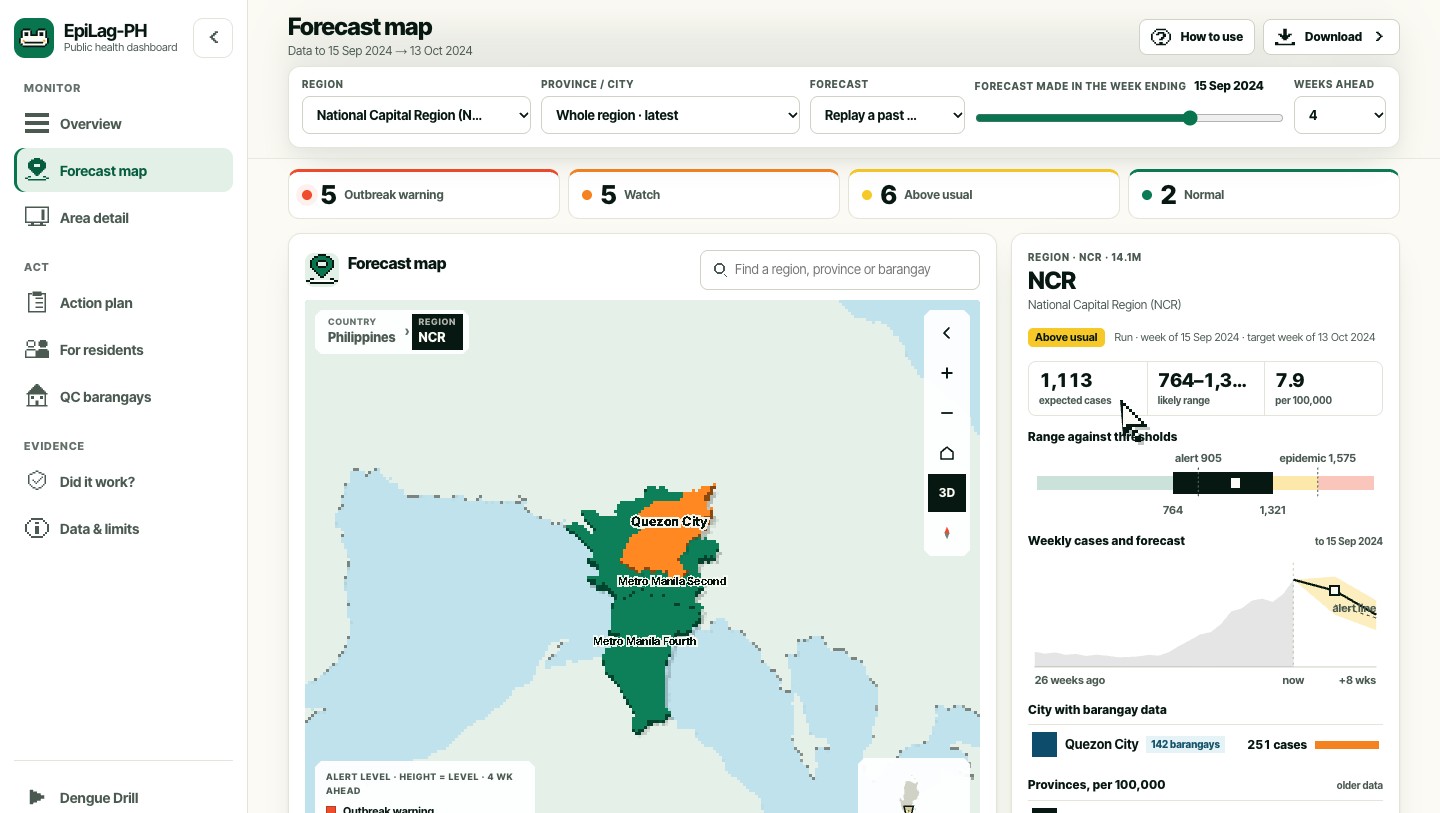 EpiLag-PH
Public health dashboard
MONITOR
Overview
Forecast map
Area detail
ACT
Action plan
For residents
QC barangays
EVIDENCE
Did it work?
Data & limits
Dengue Drill
Forecast map
Data to 15 Sep 2024 → 13 Oct 2024
How to use
Download
REGION
National Capital Region (N...
PROVINCE / CITY
Whole region · latest
FORECAST
Replay a past ...
FORECAST MADE IN THE WEEK ENDING 15 Sep 2024
WEEKS AHEAD
4
5 Outbreak warning
5 Watch
6 Above usual
2 Normal
Forecast map
Find a region, province or barangay
COUNTRY
Philippines
›
REGION
NCR
3D
Quezon City
Metro Manila Second
Metro Manila Fourth
ALERT LEVEL · HEIGHT = LEVEL · 4 WK
AHEAD
Outbreak warning
REGION · NCR · 14.1M
NCR
National Capital Region (NCR)
Above usual
Run · week of 15 Sep 2024 · target week of 13 Oct 2024
1,113
expected cases
764–1,3...
likely range
7.9
per 100,000
Range against thresholds
alert 905
epidemic 1,575
764
1,321
Weekly cases and forecast
to 15 Sep 2024
alert line
26 weeks ago
now
+8 wks
City with barangay data
Quezon City
142 barangays
251 cases
Provinces, per 100,000
older data